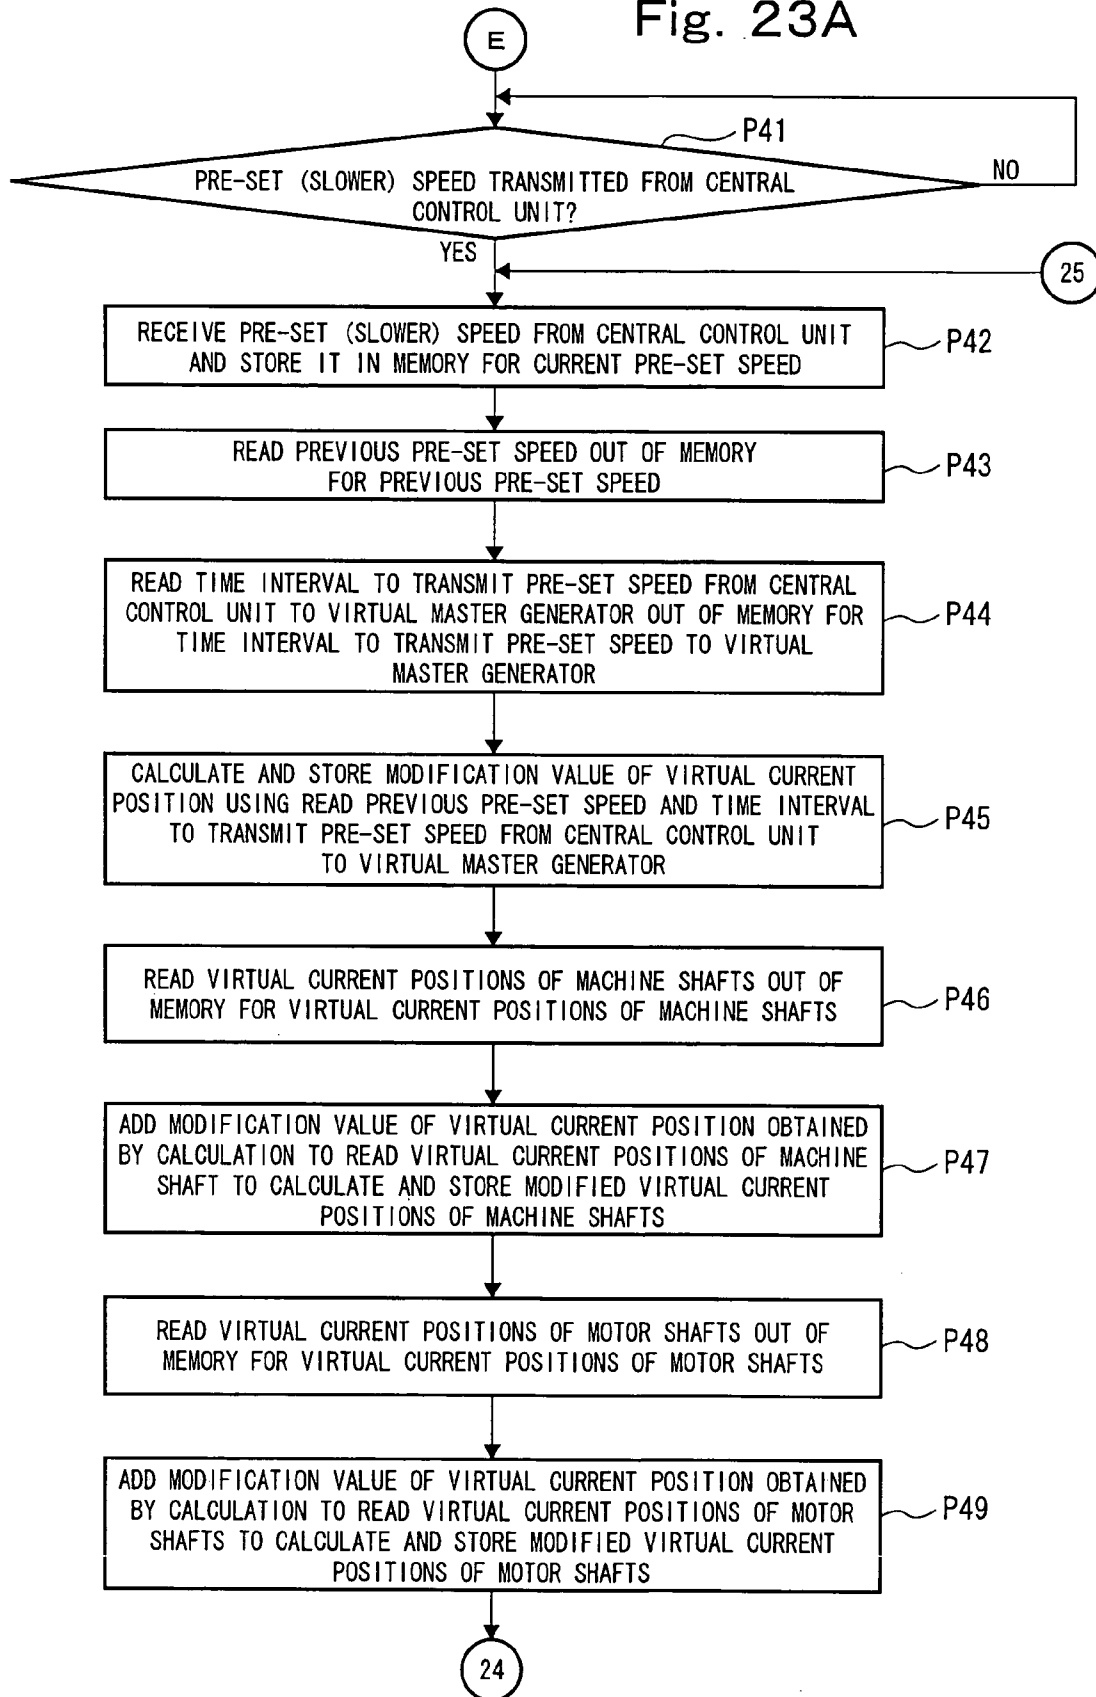 Fig. 23A
E
P41
PRE-SET (SLOWER) SPEED TRANSMITTED FROM CENTRAL
CONTROL UNIT?
NO
YES
25
RECEIVE PRE-SET (SLOWER) SPEED FROM CENTRAL CONTROL UNIT
AND STORE IT IN MEMORY FOR CURRENT PRE-SET SPEED
P42
READ PREVIOUS PRE-SET SPEED OUT OF MEMORY
FOR PREVIOUS PRE-SET SPEED
P43
READ TIME INTERVAL TO TRANSMIT PRE-SET SPEED FROM CENTRAL
CONTROL UNIT TO VIRTUAL MASTER GENERATOR OUT OF MEMORY FOR
TIME INTERVAL TO TRANSMIT PRE-SET SPEED TO VIRTUAL
MASTER GENERATOR
P44
CALCULATE AND STORE MODIFICATION VALUE OF VIRTUAL CURRENT
POSITION USING READ PREVIOUS PRE-SET SPEED AND TIME INTERVAL
TO TRANSMIT PRE-SET SPEED FROM CENTRAL CONTROL UNIT
TO VIRTUAL MASTER GENERATOR
P45
READ VIRTUAL CURRENT POSITIONS OF MACHINE SHAFTS OUT OF
MEMORY FOR VIRTUAL CURRENT POSITIONS OF MACHINE SHAFTS
P46
ADD MODIFICATION VALUE OF VIRTUAL CURRENT POSITION OBTAINED
BY CALCULATION TO READ VIRTUAL CURRENT POSITIONS OF MACHINE
SHAFT TO CALCULATE AND STORE MODIFIED VIRTUAL CURRENT
POSITIONS OF MACHINE SHAFTS
P47
READ VIRTUAL CURRENT POSITIONS OF MOTOR SHAFTS OUT OF
MEMORY FOR VIRTUAL CURRENT POSITIONS OF MOTOR SHAFTS
P48
ADD MODIFICATION VALUE OF VIRTUAL CURRENT POSITION OBTAINED
BY CALCULATION TO READ VIRTUAL CURRENT POSITIONS OF MOTOR
SHAFTS TO CALCULATE AND STORE MODIFIED VIRTUAL CURRENT
POSITIONS OF MOTOR SHAFTS
P49
24